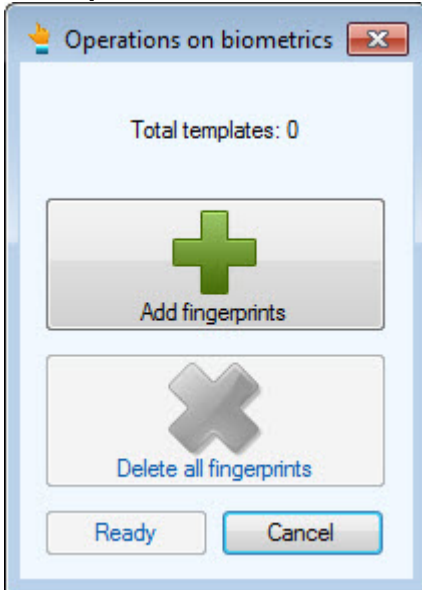 Operations on biometrics
Total templates: 0
Add fingerprints
Delete all fingerprints
Ready Cancel